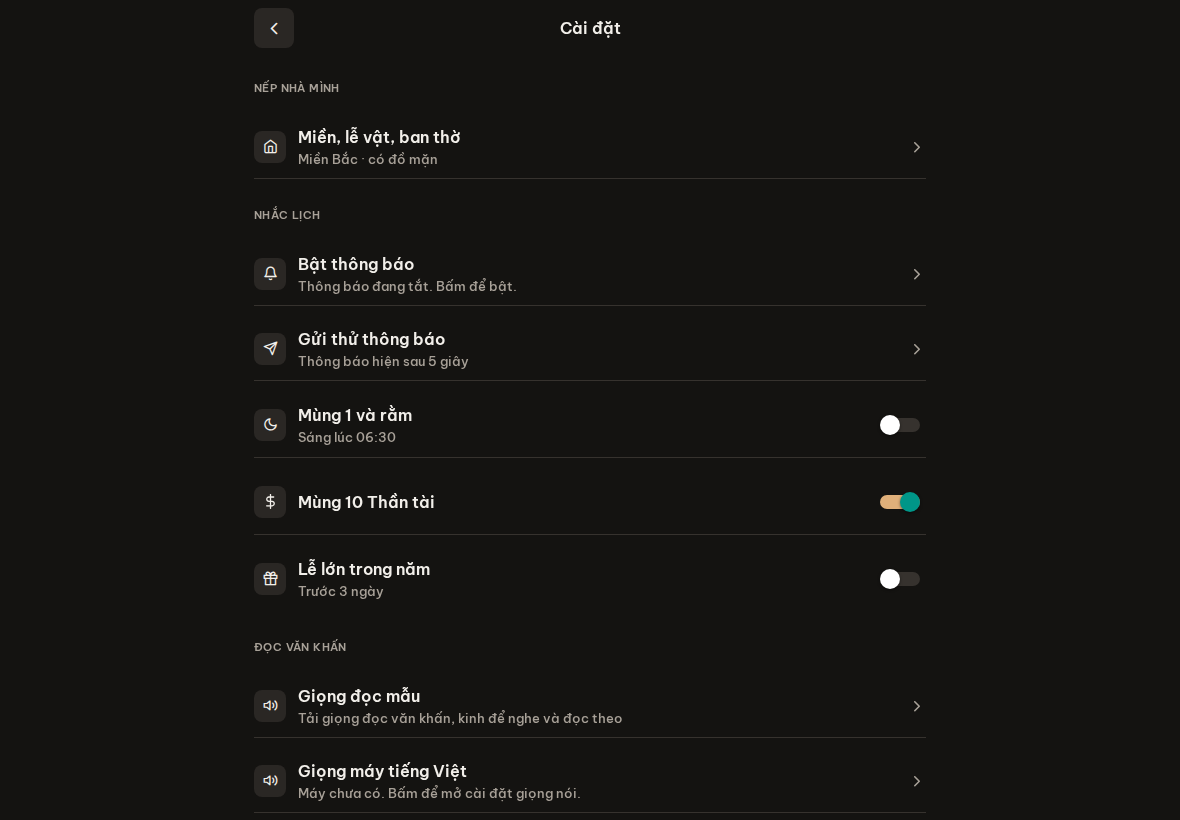 Cài đặt
NẾP NHÀ MÌNH
Miền, lễ vật, ban thờ
Miền Bắc · có đồ mặn
NHẮC LỊCH
Bật thông báo
Thông báo đang tắt. Bấm để bật.
Gửi thử thông báo
Thông báo hiện sau 5 giây
Mùng 1 và rằm
Sáng lúc 06:30
Mùng 10 Thần tài
Lễ lớn trong năm
Trước 3 ngày
ĐỌC VĂN KHẤN
Giọng đọc mẫu
Tải giọng đọc văn khấn, kinh để nghe và đọc theo
Giọng máy tiếng Việt
Máy chưa có. Bấm để mở cài đặt giọng nói.